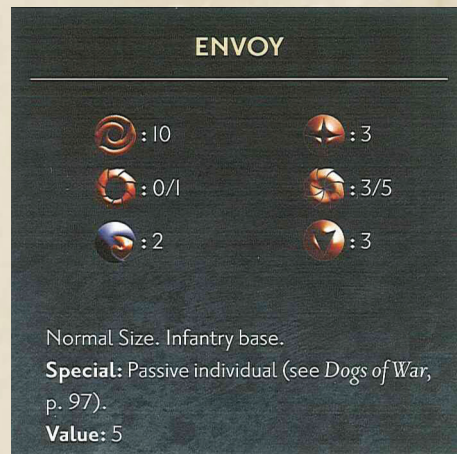 ENVOY
: 10
: 3
: 0/1
: 3/5
: 2
: 3
Normal Size. Infantry base.
Special: Passive individual (see Dogs of War,
p. 97).
Value: 5